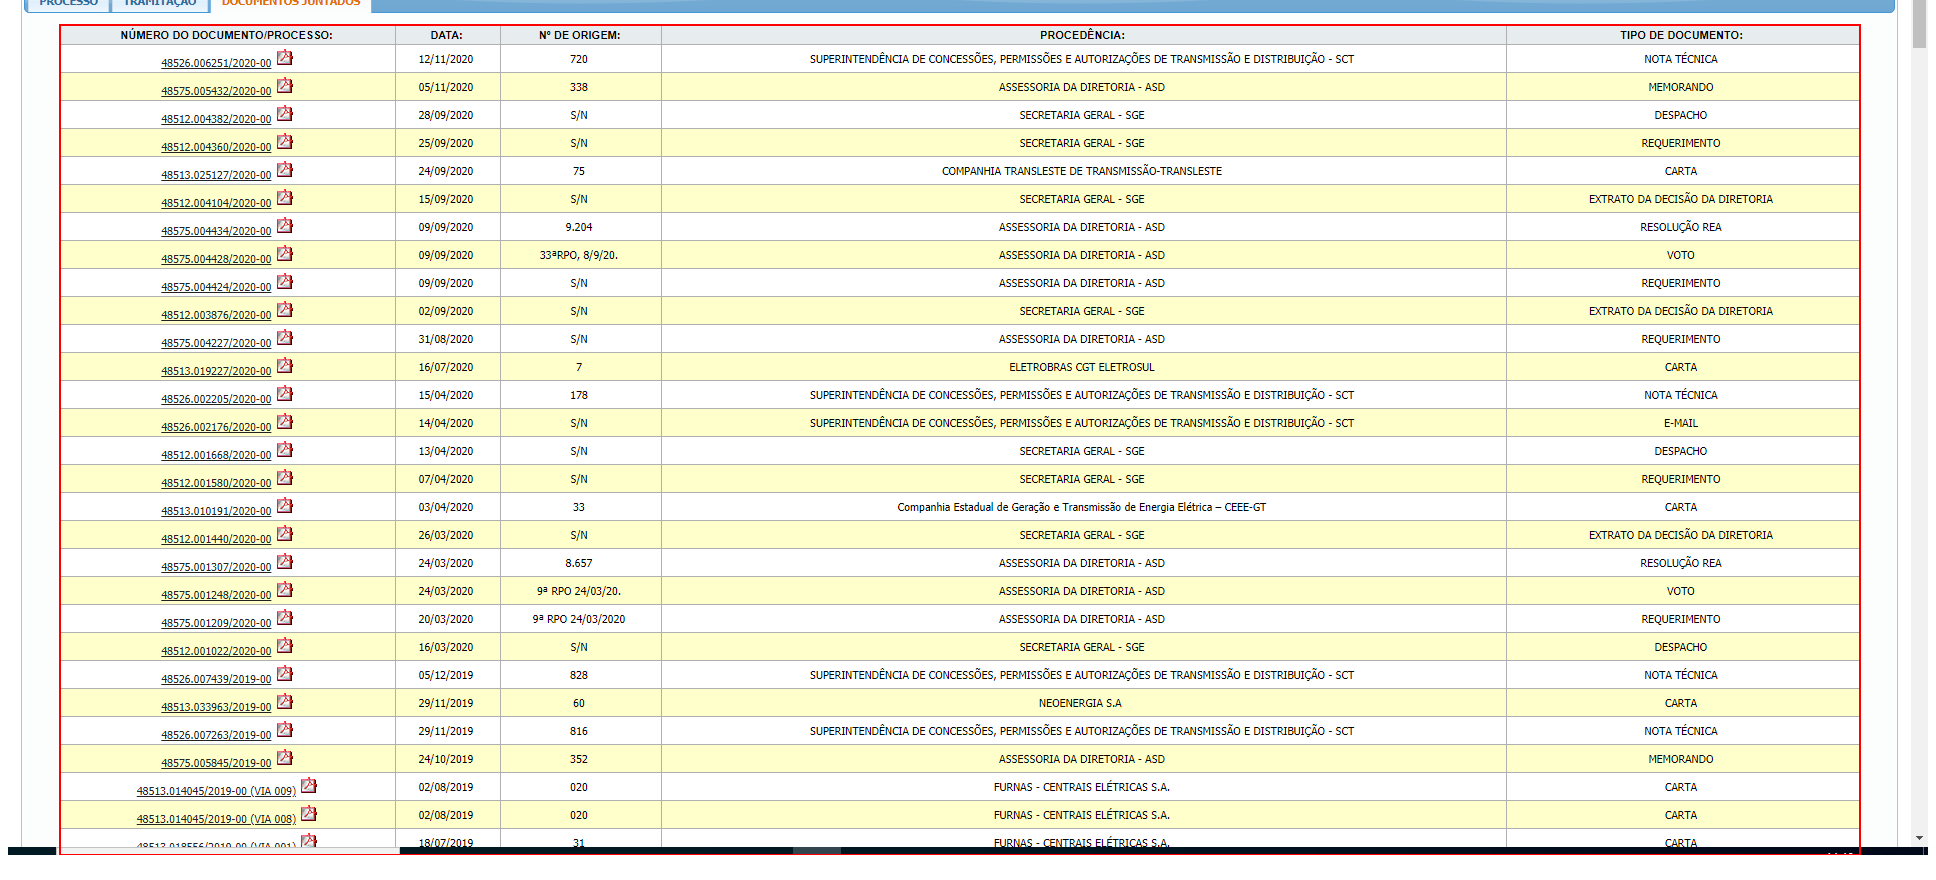 PROCESSO TRAMITAÇÃO DOCUMENTOS JUNTADOS
NÚMERO DO DOCUMENTO/PROCESSO: DATA: Nº DE ORIGEM: PROCEDÊNCIA: TIPO DE DOCUMENTO:
48526.006251/2020-00 12/11/2020 720 SUPERINTENDÊNCIA DE CONCESSÕES, PERMISSÕES E AUTORIZAÇÕES DE TRANSMISSÃO E DISTRIBUIÇÃO - SCT NOTA TÉCNICA
48575.005432/2020-00 05/11/2020 338 ASSESSORIA DA DIRETORIA - ASD MEMORANDO
48512.004382/2020-00 28/09/2020 S/N SECRETARIA GERAL - SGE DESPACHO
48512.004360/2020-00 25/09/2020 S/N SECRETARIA GERAL - SGE REQUERIMENTO
48513.025127/2020-00 24/09/2020 75 COMPANHIA TRANSLESTE DE TRANSMISSÃO-TRANSLESTE CARTA
48512.004104/2020-00 15/09/2020 S/N SECRETARIA GERAL - SGE EXTRATO DA DECISÃO DA DIRETORIA
48575.004434/2020-00 09/09/2020 9.204 ASSESSORIA DA DIRETORIA - ASD RESOLUÇÃO REA
48575.004428/2020-00 09/09/2020 33ªRPO, 8/9/20. ASSESSORIA DA DIRETORIA - ASD VOTO
48575.004424/2020-00 09/09/2020 S/N ASSESSORIA DA DIRETORIA - ASD REQUERIMENTO
48512.003876/2020-00 02/09/2020 S/N SECRETARIA GERAL - SGE EXTRATO DA DECISÃO DA DIRETORIA
48575.004227/2020-00 31/08/2020 S/N ASSESSORIA DA DIRETORIA - ASD REQUERIMENTO
48513.019227/2020-00 16/07/2020 7 ELETROBRAS CGT ELETROSUL CARTA
48526.002205/2020-00 15/04/2020 178 SUPERINTENDÊNCIA DE CONCESSÕES, PERMISSÕES E AUTORIZAÇÕES DE TRANSMISSÃO E DISTRIBUIÇÃO - SCT NOTA TÉCNICA
48526.002176/2020-00 14/04/2020 S/N SUPERINTENDÊNCIA DE CONCESSÕES, PERMISSÕES E AUTORIZAÇÕES DE TRANSMISSÃO E DISTRIBUIÇÃO - SCT E-MAIL
48512.001668/2020-00 13/04/2020 S/N SECRETARIA GERAL - SGE DESPACHO
48512.001580/2020-00 07/04/2020 S/N SECRETARIA GERAL - SGE REQUERIMENTO
48513.010191/2020-00 03/04/2020 33 Companhia Estadual de Geração e Transmissão de Energia Elétrica – CEEE-GT CARTA
48512.001440/2020-00 26/03/2020 S/N SECRETARIA GERAL - SGE EXTRATO DA DECISÃO DA DIRETORIA
48575.001307/2020-00 24/03/2020 8.657 ASSESSORIA DA DIRETORIA - ASD RESOLUÇÃO REA
48575.001248/2020-00 24/03/2020 9ª RPO 24/03/20. ASSESSORIA DA DIRETORIA - ASD VOTO
48575.001209/2020-00 20/03/2020 9ª RPO 24/03/2020 ASSESSORIA DA DIRETORIA - ASD REQUERIMENTO
48512.001022/2020-00 16/03/2020 S/N SECRETARIA GERAL - SGE DESPACHO
48526.007439/2019-00 05/12/2019 828 SUPERINTENDÊNCIA DE CONCESSÕES, PERMISSÕES E AUTORIZAÇÕES DE TRANSMISSÃO E DISTRIBUIÇÃO - SCT NOTA TÉCNICA
48513.033963/2019-00 29/11/2019 60 NEOENERGIA S.A CARTA
48526.007263/2019-00 29/11/2019 816 SUPERINTENDÊNCIA DE CONCESSÕES, PERMISSÕES E AUTORIZAÇÕES DE TRANSMISSÃO E DISTRIBUIÇÃO - SCT NOTA TÉCNICA
48575.005845/2019-00 24/10/2019 352 ASSESSORIA DA DIRETORIA - ASD MEMORANDO
48513.014045/2019-00 (VIA 009) 02/08/2019 020 FURNAS - CENTRAIS ELÉTRICAS S.A. CARTA
48513.014045/2019-00 (VIA 008) 02/08/2019 020 FURNAS - CENTRAIS ELÉTRICAS S.A. CARTA
48513.018556/2019-00 (VIA 001) 18/07/2019 31 FURNAS - CENTRAIS ELÉTRICAS S.A. CARTA